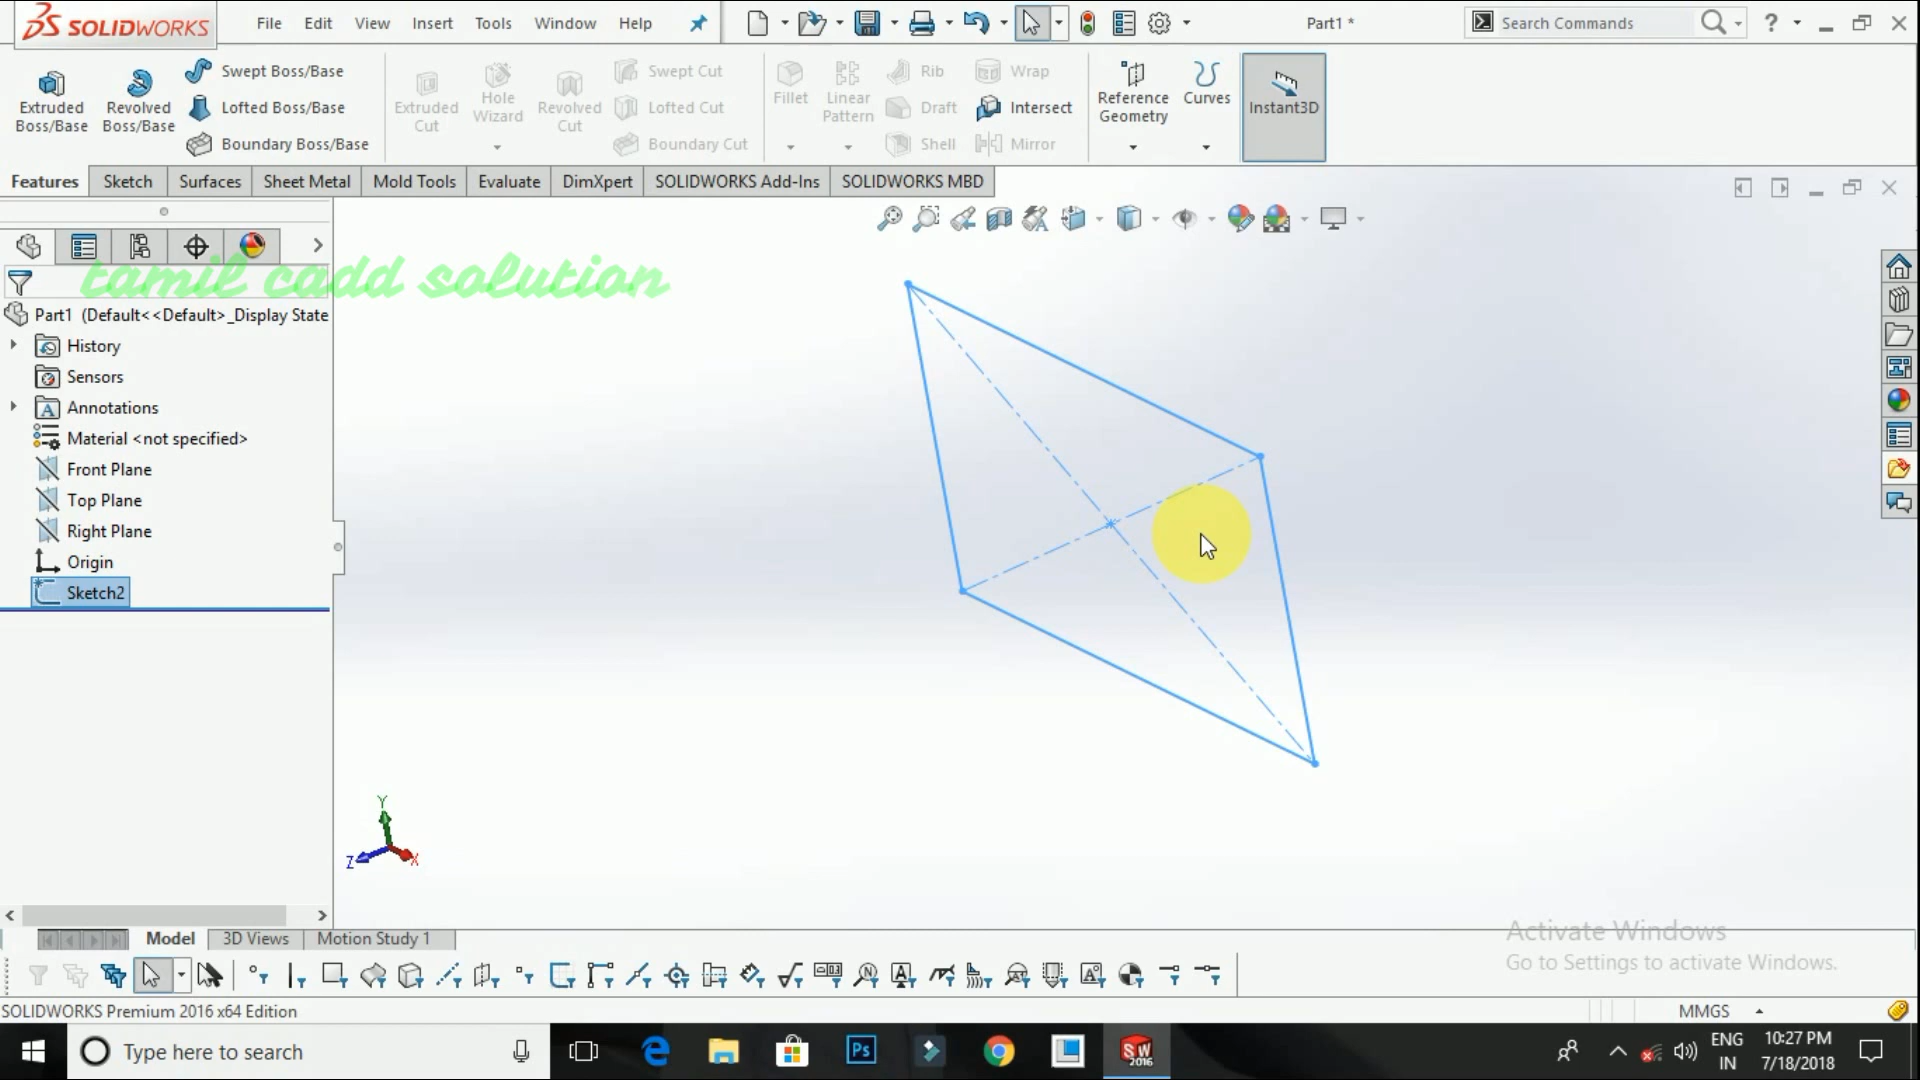 SOLIDWORKS File Edit View Insert Tools Window Help Part1 * Search Commands ?
Extruded Boss/Base
Revolved Boss/Base
Swept Boss/Base
Lofted Boss/Base
Boundary Boss/Base
Extruded Cut
Hole Wizard
Revolved Cut
Swept Cut
Lofted Cut
Boundary Cut
Fillet
Linear Pattern
Rib
Draft
Shell
Wrap
Intersect
Mirror
Reference Geometry
Curves
Instant3D
Features Sketch Surfaces Sheet Metal Mold Tools Evaluate DimXpert SOLIDWORKS Add-Ins SOLIDWORKS MBD
tamil cadd solution
Part1 (Default<<Default>_Display State
History
Sensors
Annotations
Material <not specified>
Front Plane
Top Plane
Right Plane
Origin
Sketch2
Y
Z X
Model 3D Views Motion Study 1
Activate Windows
Go to Settings to activate Windows.
SOLIDWORKS Premium 2016 x64 Edition MMGS
Type here to search
Ps
SW 2016
ENG
IN
10:27 PM
7/18/2018